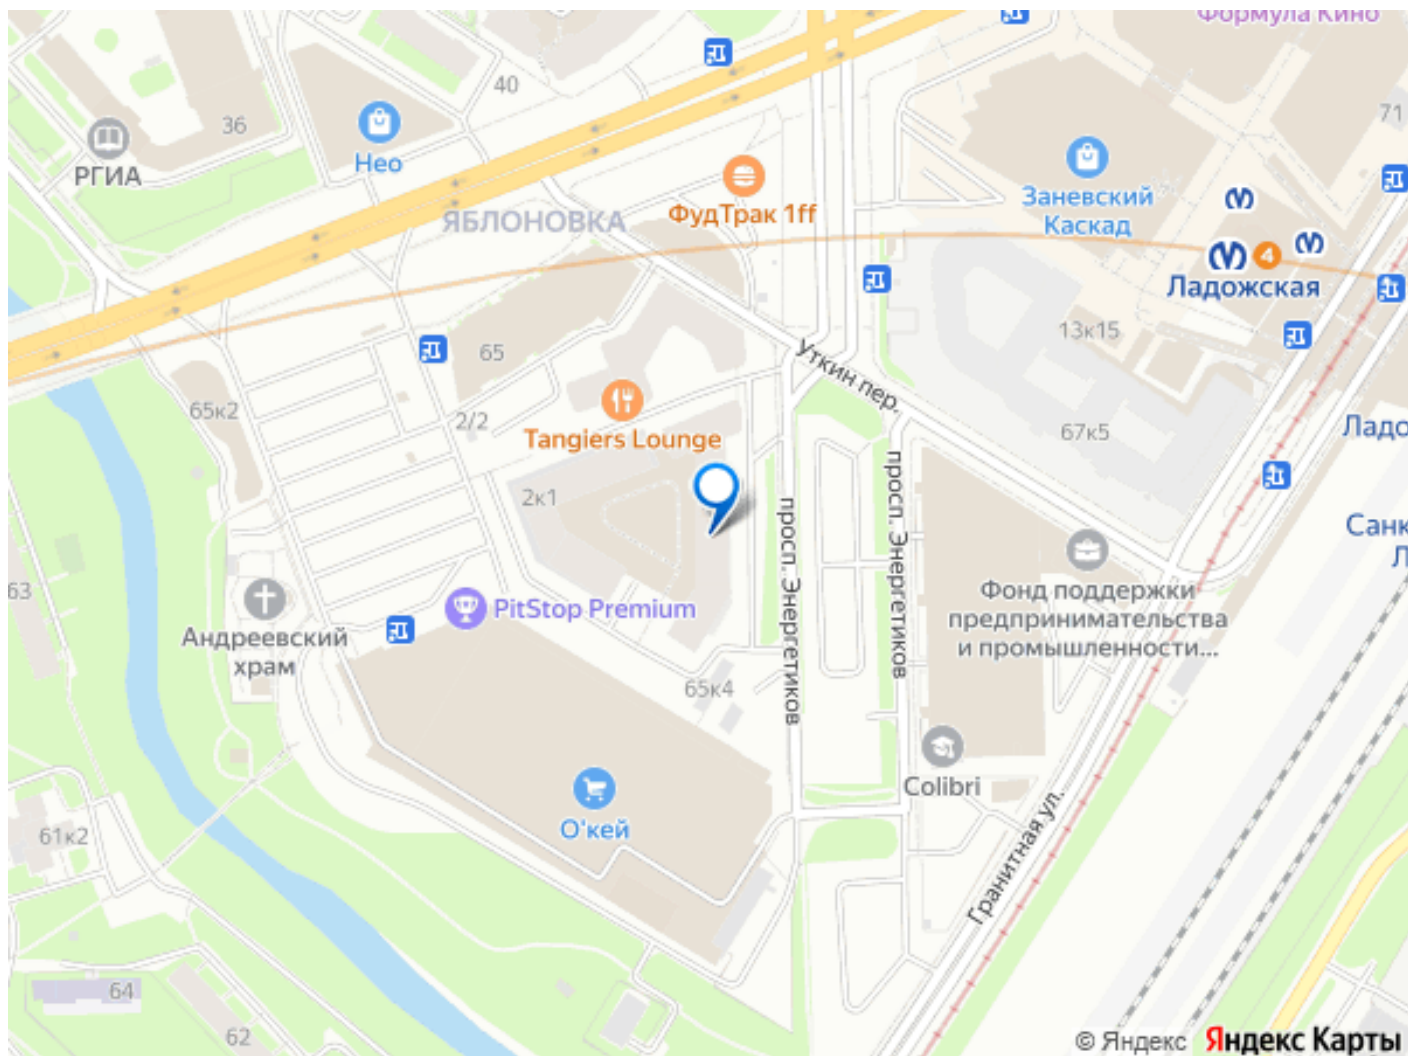 Формула Кино
40
71
36
РГИА
Нео
Заневский
Каскад
ФудТрак 1ff
ЯБЛОНОВКА
4
Ладожская
13к15
65
Уткин пер.
65к2
2/2
Tangiers Lounge
67к5
Ладо
2к1
просп. Энергетиков
просп. Энергетиков
Санк
Л
63
Фонд поддержки
предпринимательства
и промышленности...
PitStop Premium
Андреевский
храм
65к4
Colibri
О'кей
61к2
Гранитная ул.
64
62
© Яндекс Яндекс Карты